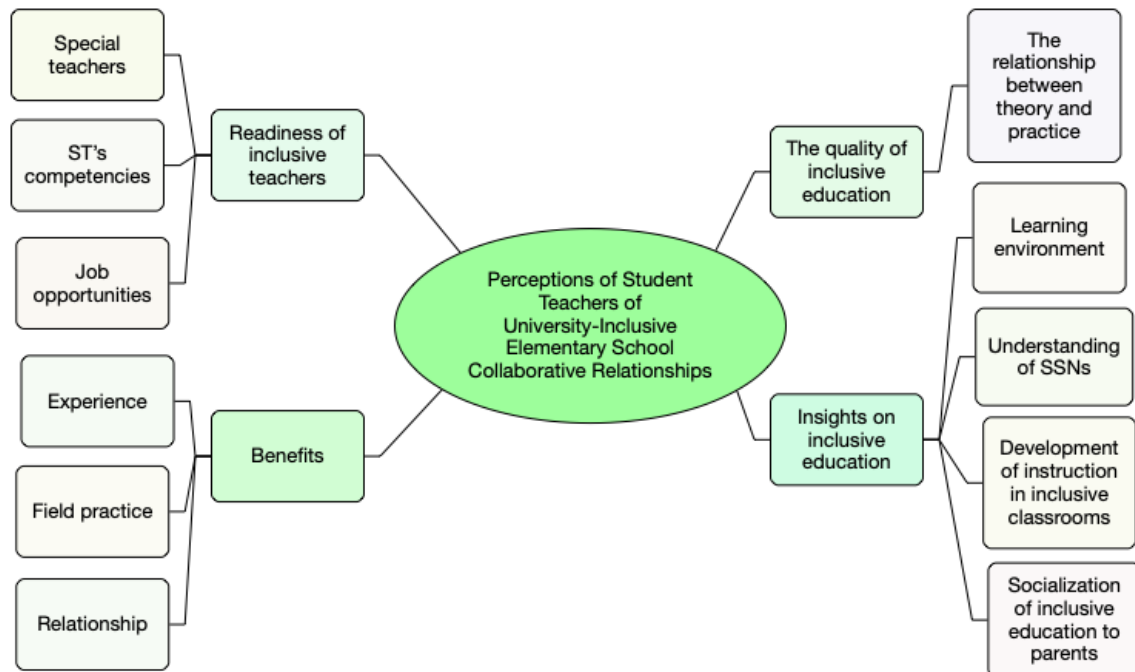 Special
teachers
ST's
competencies
Job
opportunities
Readiness of
inclusive
teachers
Experience
Field practice
Relationship
Benefits
Perceptions of Student
Teachers of
University-Inclusive
Elementary School
Collaborative Relationships
The quality of
inclusive
education
The
relationship
between
theory and
practice
Insights on
inclusive
education
Learning
environment
Understanding
of SSNs
Development
of instruction
in inclusive
classrooms
Socialization
of inclusive
education to
parents